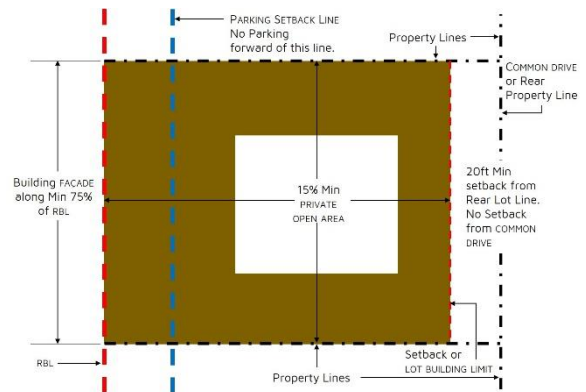 PARKING SETBACK LINE
No Parking
forward of this line.
Property Lines
COMMON DRIVE
or Rear
Property Line
Building FACADE
along Min 75%
of RBL
15% Min
PRIVATE
OPEN AREA
20ft Min
setback from
Rear Lot Line.
No Setback
from COMMON
DRIVE
RBL
Setback or
LOT BUILDING LIMIT
Property Lines